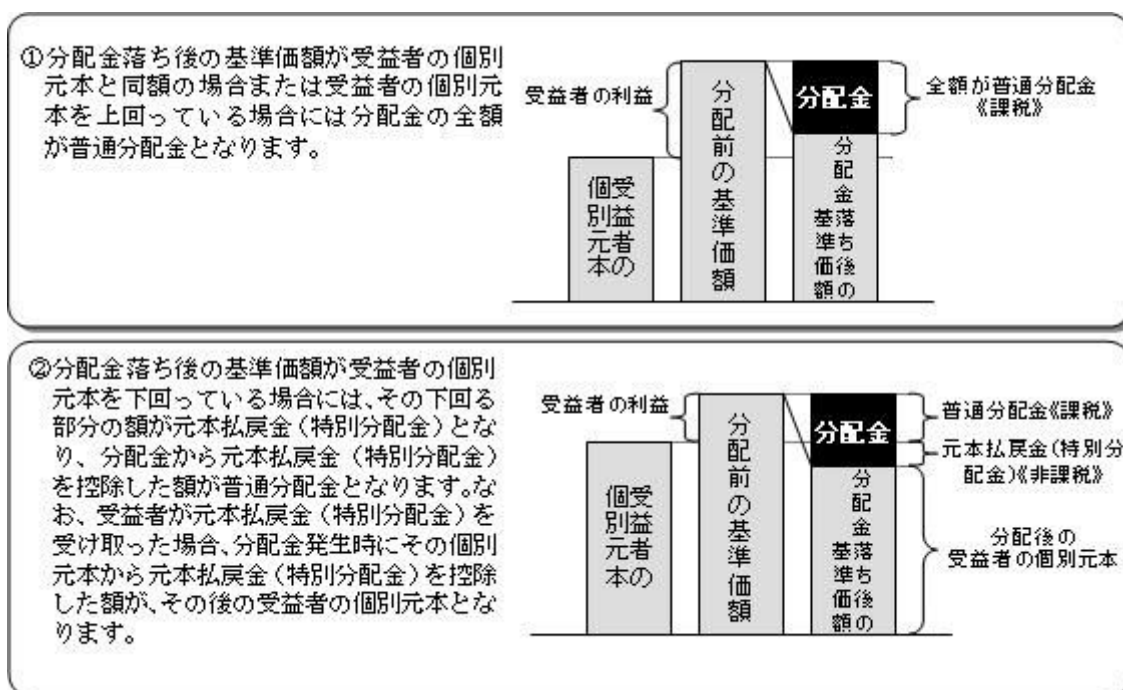 ①分配金落ち後の基準価額が受益者の個別
元本と同額の場合または受益者の個別元
本を上回っている場合には分配金の全額
が普通分配金となります。
受益者の利益
受益者の
個別元本
分配前の基準価額
分配金
分配金落ち後の
基準価額
全額が普通分配金
《課税》
②分配金落ち後の基準価額が受益者の個別
元本を下回っている場合には、その下回る
部分の額が元本払戻金（特別分配金）とな
り、分配金から元本払戻金（特別分配金）
を控除した額が普通分配金となります。な
お、受益者が元本払戻金（特別分配金）を
受け取った場合、分配金発生時にその個別
元本から元本払戻金（特別分配金）を控除
した額が、その後の受益者の個別元本とな
ります。
受益者の利益
受益者の
個別元本
分配前の基準価額
分配金
分配金落ち後の
基準価額
普通分配金《課税》
元本払戻金（特別分
配金）《非課税》
分配後の
受益者の個別元本